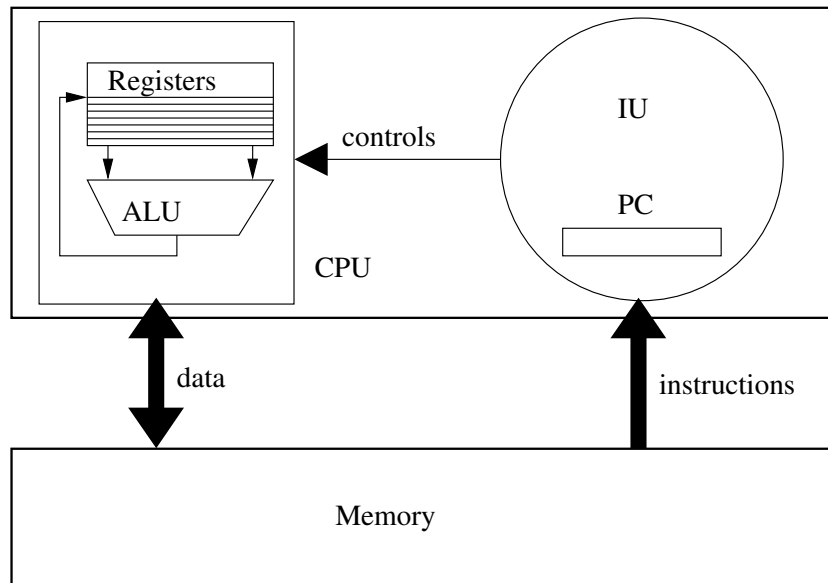 Registers
IU
controls
ALU
PC
CPU
data
instructions
Memory